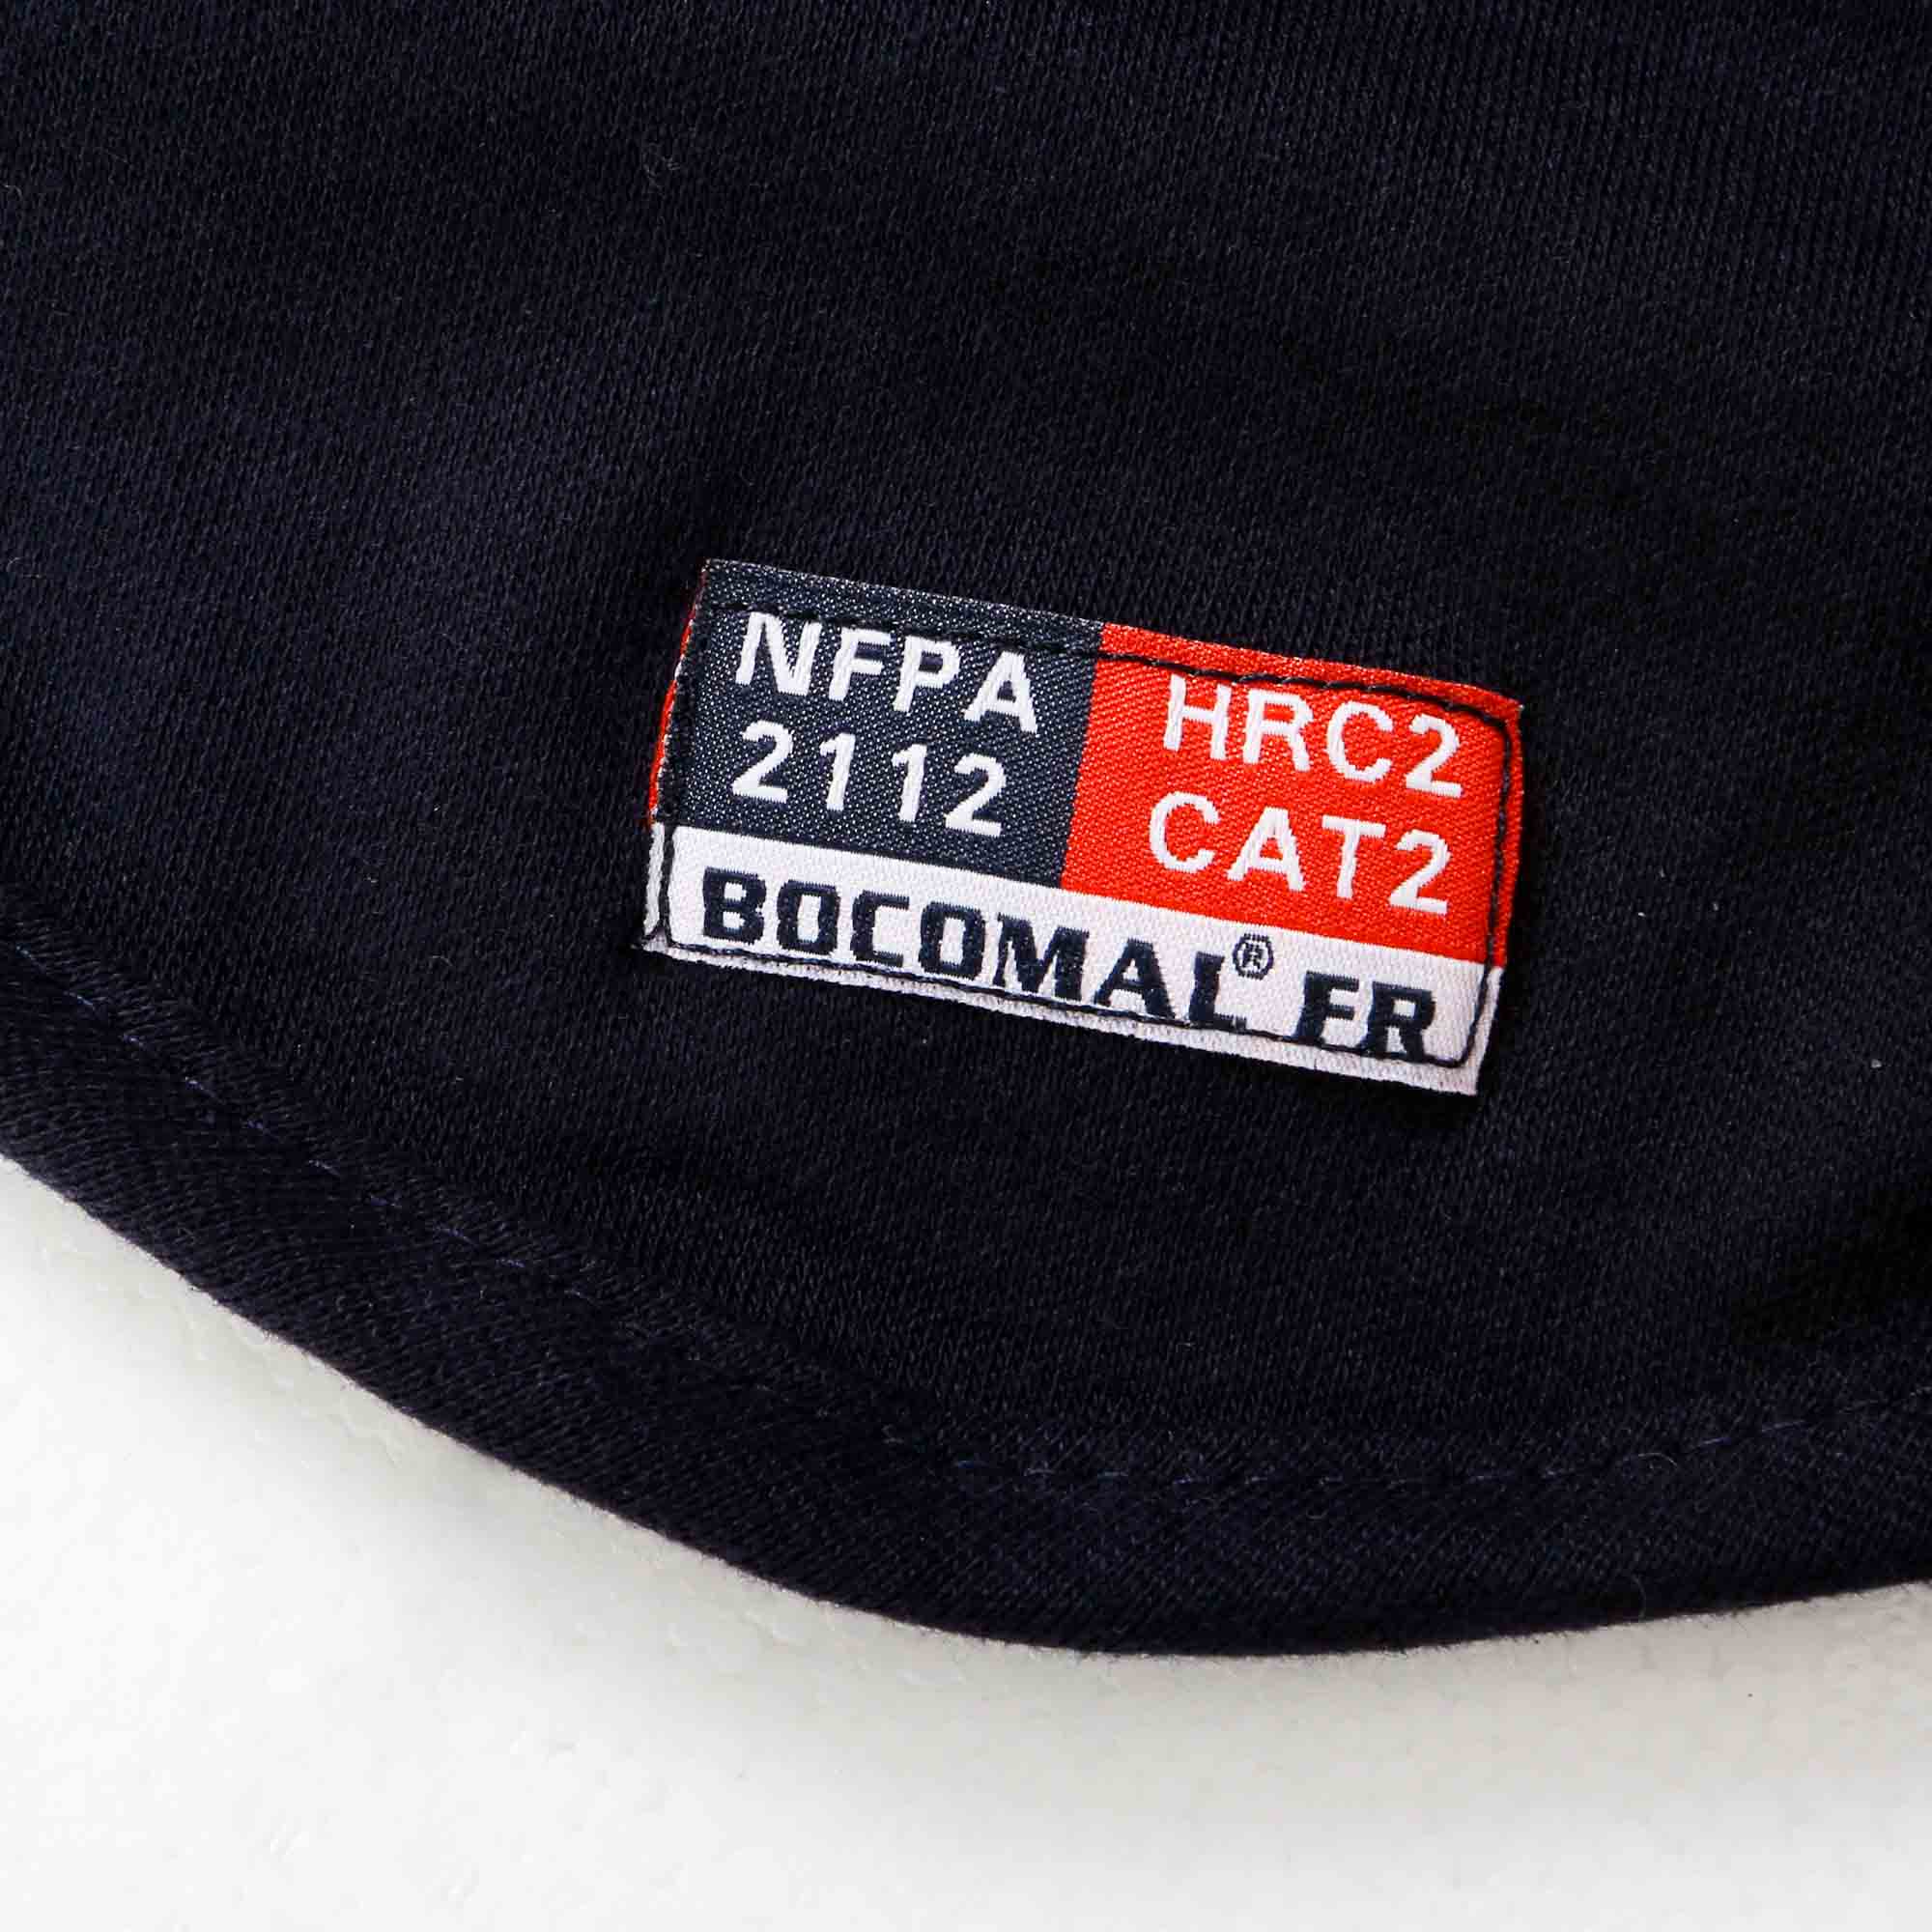 NFPA
2112
HRC2
CAT2
BOCOMAL® FR